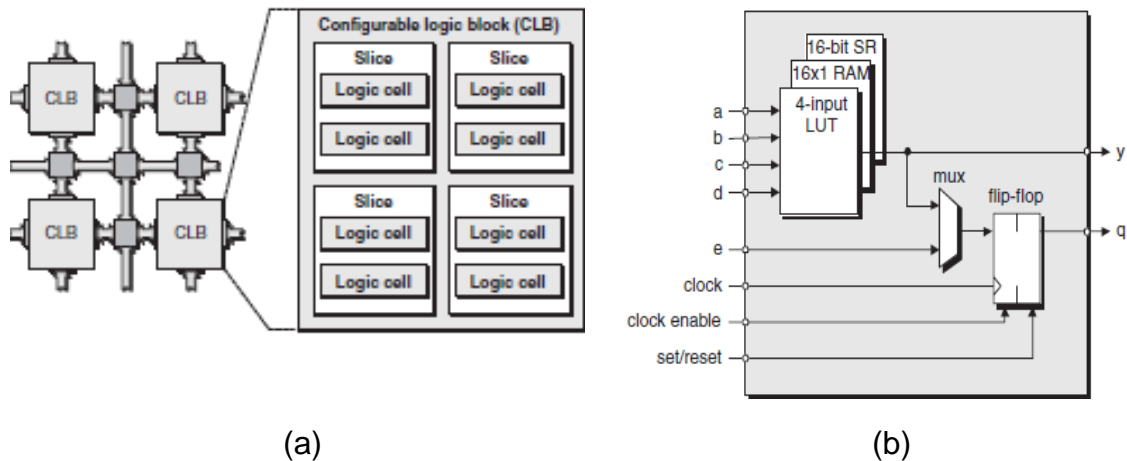 CLB
CLB
CLB
CLB
Configurable logic block (CLB)
Slice
Logic cell
Logic cell
Slice
Logic cell
Logic cell
Slice
Logic cell
Logic cell
Slice
Logic cell
Logic cell
(a)
16-bit SR
16x1 RAM
4-input
LUT
a
b
c
d
e
clock
clock enable
set/reset
mux
flip-flop
y
q
(b)